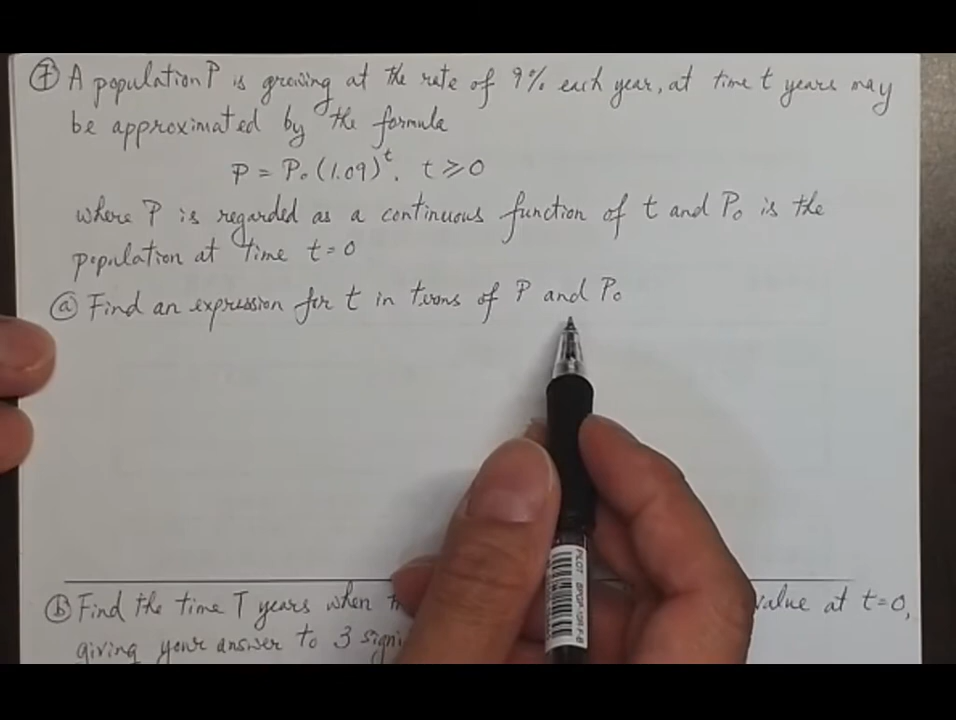 ⑦ A population P is growing at the rate of 9% each year, at time t years may
be approximated by the formula
P = P₀ (1.09)ᵗ, t ⩾ 0
where P is regarded as a continuous function of t and P₀ is the
population at time t = 0
ⓐ Find an expression for t in terms of P and P₀
ⓑ Find the time T years when value at t=0,
giving your answer to 3
PILOT BPGP-10R-F-B